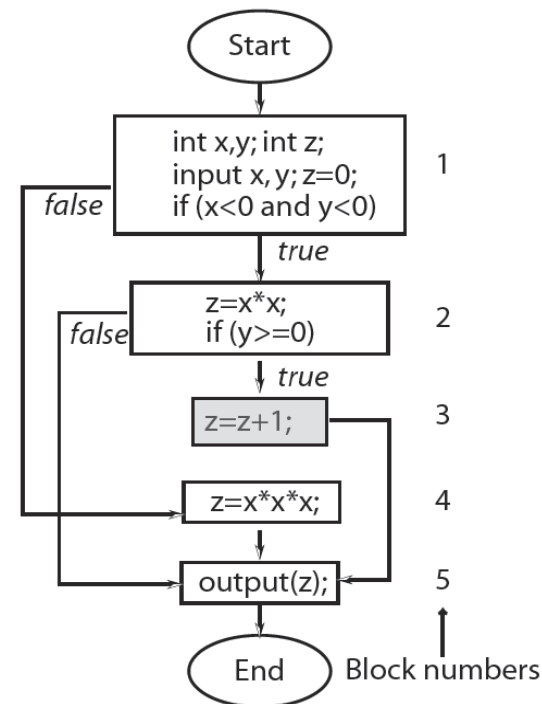 Start
int x,y; int z;
input x, y; z=0;
if (x<0 and y<0)
1
false
true
z=x*x;
if (y>=0)
2
false
true
z=z+1;
3
z=x*x*x;
4
output(z);
5
End
Block numbers